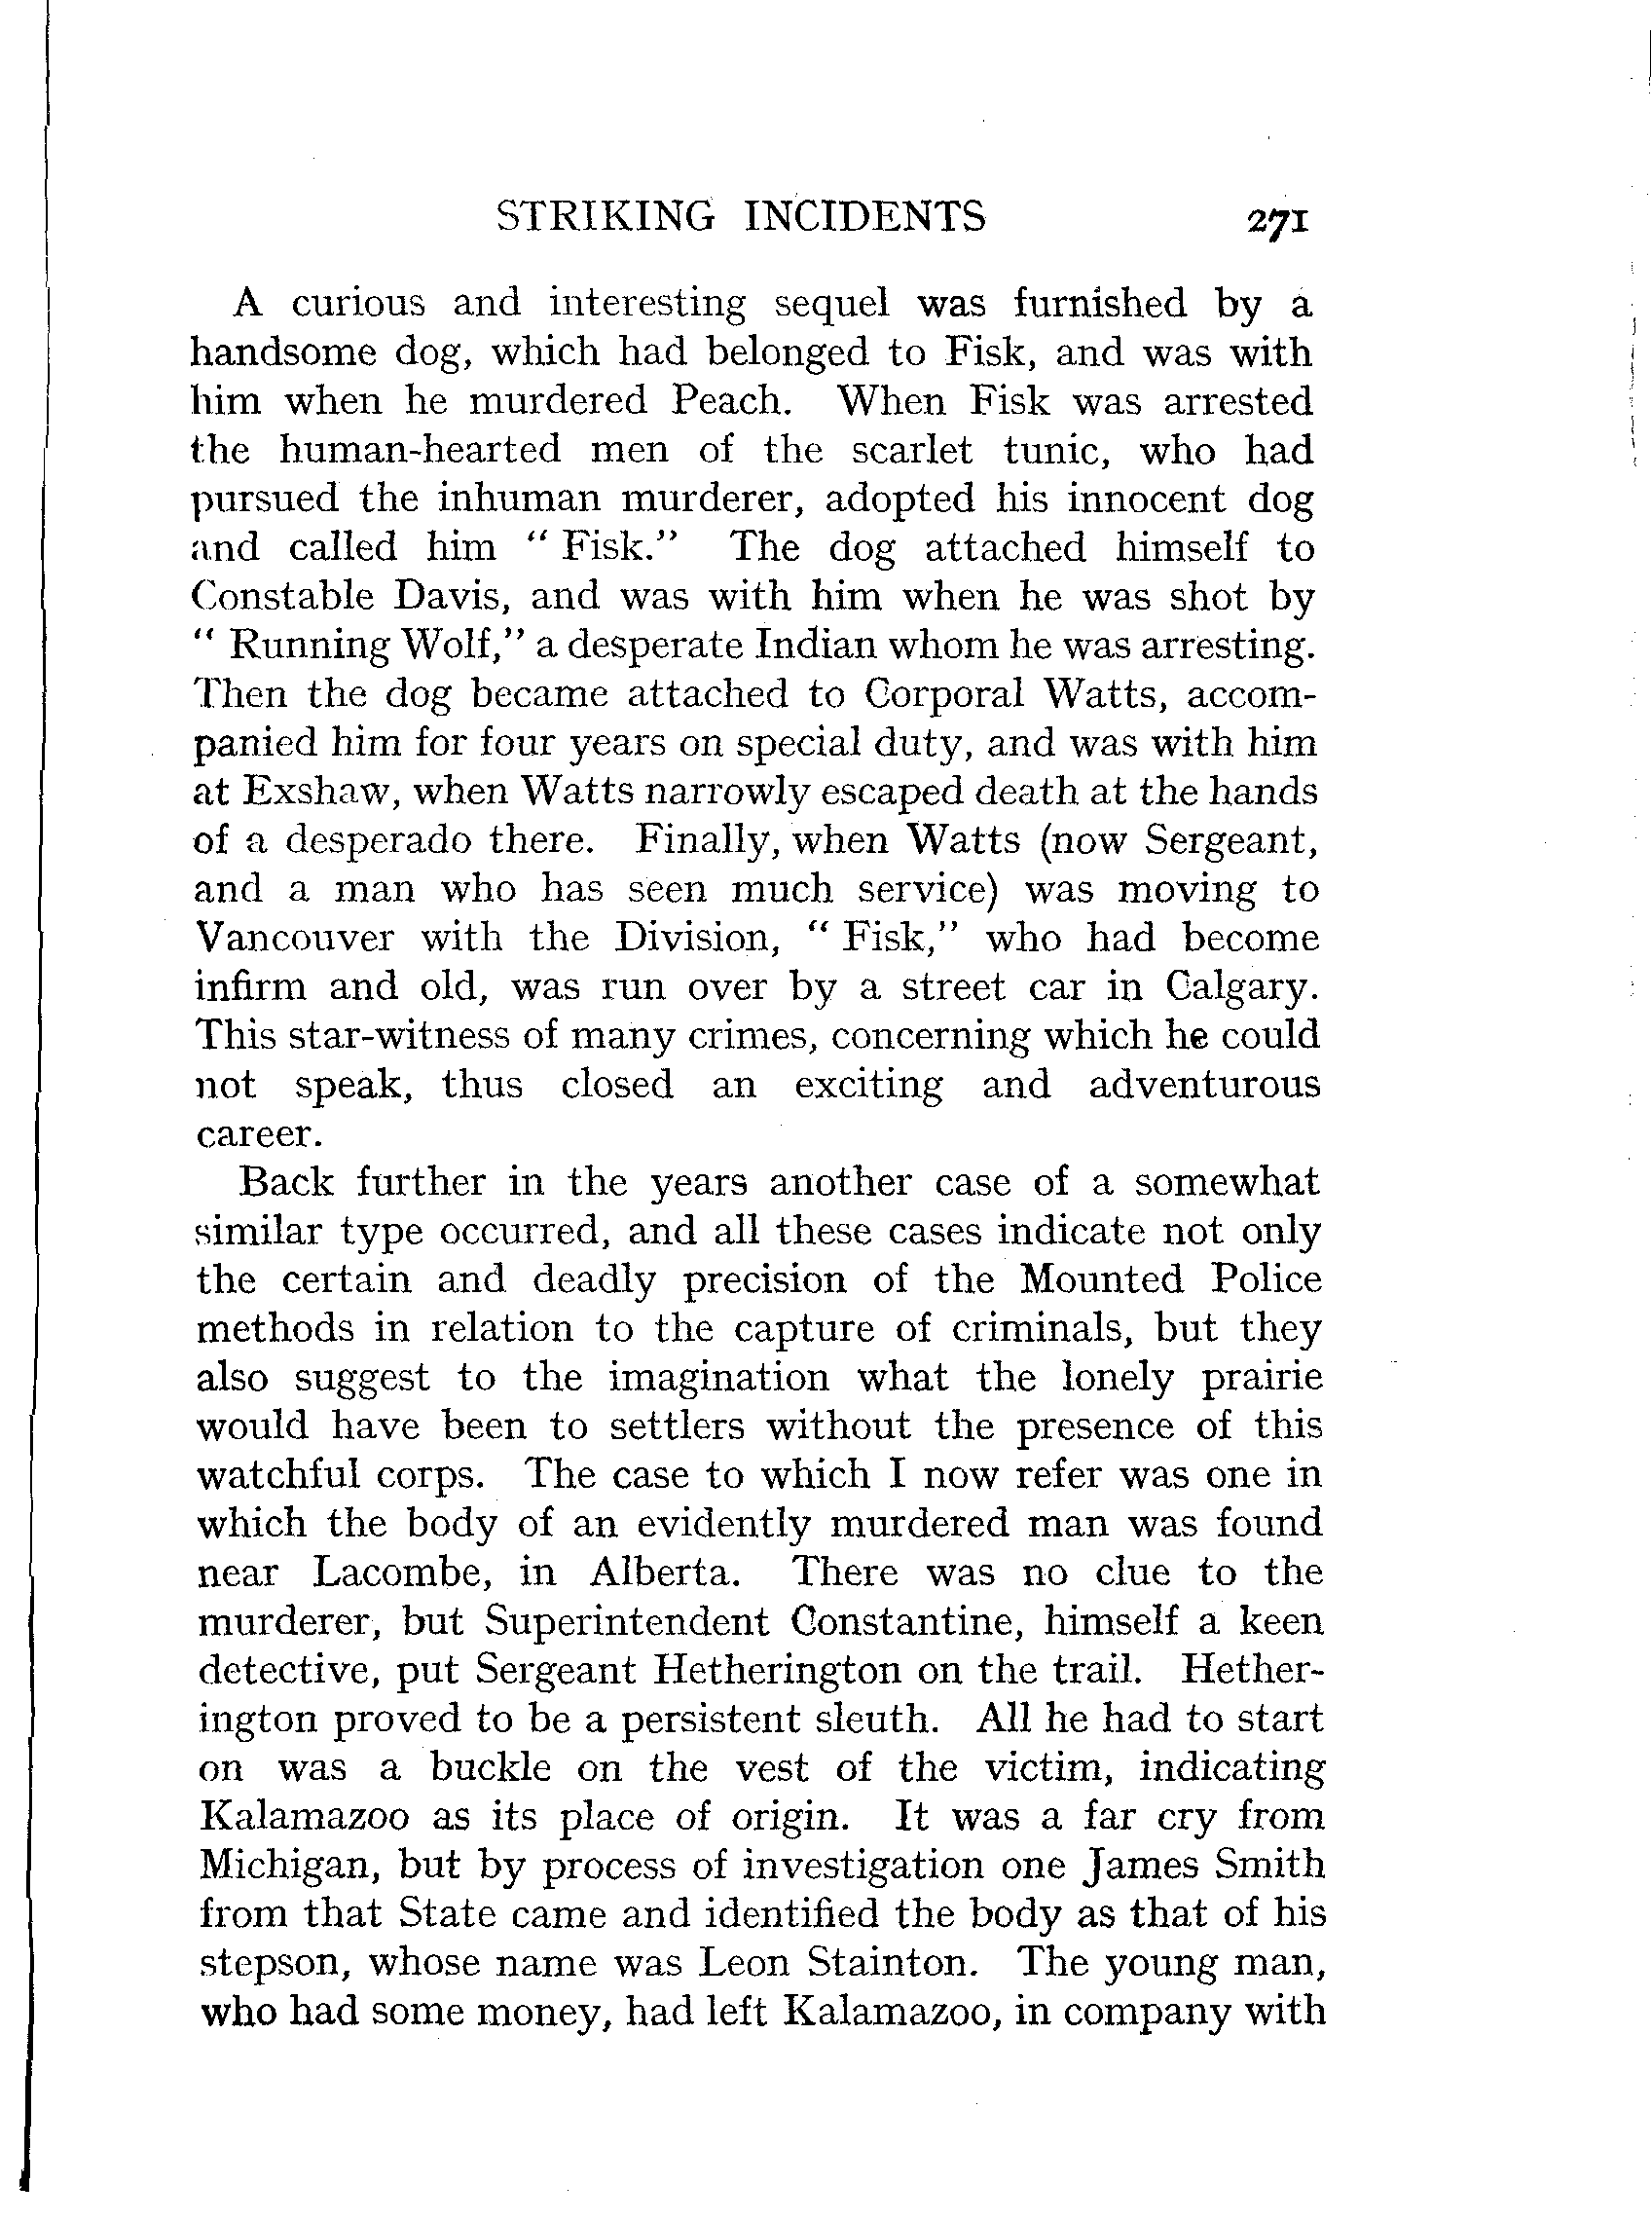 STRIKING INCIDENTS 271
A curious and interesting sequel was furnished by a
handsome dog, which had belonged to Fisk, and was with
him when he murdered Peach. When Fisk was arrested
the human-hearted men of the scarlet tunic, who had
pursued the inhuman murderer, adopted his innocent dog
and called him “ Fisk.” The dog attached himself to
Constable Davis, and was with him when he was shot by
“ Running Wolf,” a desperate Indian whom he was arresting.
Then the dog became attached to Corporal Watts, accom-
panied him for four years on special duty, and was with him
at Exshaw, when Watts narrowly escaped death at the hands
of a desperado there. Finally, when Watts (now Sergeant,
and a man who has seen much service) was moving to
Vancouver with the Division, “ Fisk,” who had become
infirm and old, was run over by a street car in Calgary.
This star-witness of many crimes, concerning which he could
not speak, thus closed an exciting and adventurous
career.
Back further in the years another case of a somewhat
similar type occurred, and all these cases indicate not only
the certain and deadly precision of the Mounted Police
methods in relation to the capture of criminals, but they
also suggest to the imagination what the lonely prairie
would have been to settlers without the presence of this
watchful corps. The case to which I now refer was one in
which the body of an evidently murdered man was found
near Lacombe, in Alberta. There was no clue to the
murderer, but Superintendent Constantine, himself a keen
detective, put Sergeant Hetherington on the trail. Hether-
ington proved to be a persistent sleuth. All he had to start
on was a buckle on the vest of the victim, indicating
Kalamazoo as its place of origin. It was a far cry from
Michigan, but by process of investigation one James Smith
from that State came and identified the body as that of his
stepson, whose name was Leon Stainton. The young man,
who had some money, had left Kalamazoo, in company with